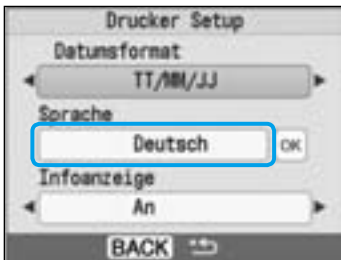 Drucker Setup
Datumsformat
TT/MM/JJ
Sprache
Deutsch OK
Infoanzeige
An
BACK